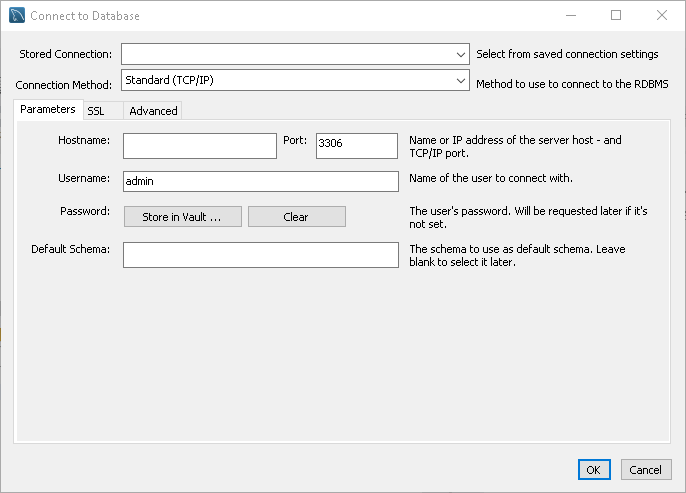 Connect to Database
Stored Connection: Select from saved connection settings
Connection Method: Standard (TCP/IP) Method to use to connect to the RDBMS
Parameters SSL Advanced
Hostname: Port: 3306 Name or IP address of the server host - and
TCP/IP port.
Username: admin Name of the user to connect with.
Password: Store in Vault ... Clear The user's password. Will be requested later if it's
not set.
Default Schema: The schema to use as default schema. Leave
blank to select it later.
OK Cancel